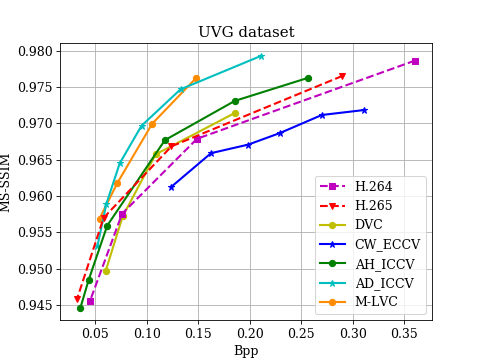 UVG dataset
0.980
0.975
0.970
0.965
0.960
0.955
0.950
0.945
MS-SSIM
H.264
H.265
DVC
CW_ECCV
AH_ICCV
AD_ICCV
M-LVC
0.05 0.10 0.15 0.20 0.25 0.30 0.35
Bpp